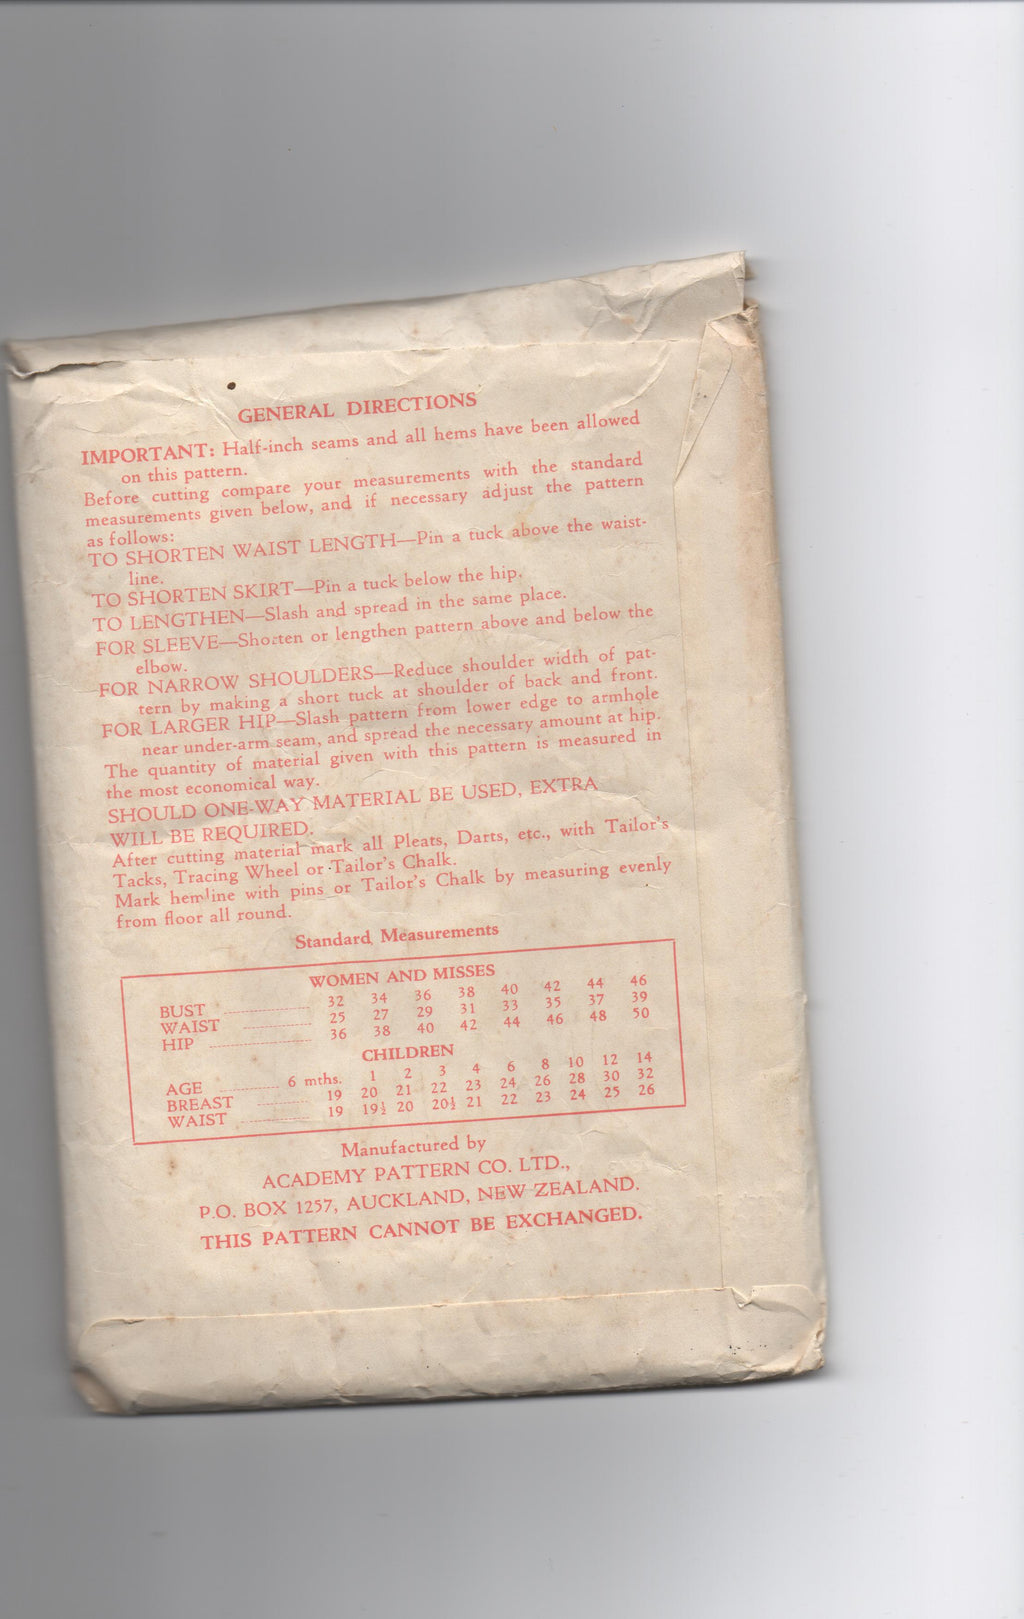 GENERAL DIRECTIONS
IMPORTANT: Half-inch seams and all hems have been allowed
on this pattern.
Before cutting compare your measurements with the standard
measurements given below, and if necessary adjust the pattern
as follows:
TO SHORTEN WAIST LENGTH—Pin a tuck above the waist-
line.
TO SHORTEN SKIRT—Pin a tuck below the hip.
TO LENGTHEN—Slash and spread in the same place.
FOR SLEEVE—Shorten or lengthen pattern above and below the
elbow.
FOR NARROW SHOULDERS—Reduce shoulder width of pat-
tern by making a short tuck at shoulder of back and front.
FOR LARGER HIP—Slash pattern from lower edge to armhole
near under-arm seam, and spread the necessary amount at hip.
The quantity of material given with this pattern is measured in
the most economical way.
SHOULD ONE-WAY MATERIAL BE USED, EXTRA
WILL BE REQUIRED.
After cutting material mark all Pleats, Darts, etc., with Tailor's
Tacks, Tracing Wheel or Tailor's Chalk.
Mark hemline with pins or Tailor's Chalk by measuring evenly
from floor all round.
Standard Measurements
WOMEN AND MISSES
BUST 32 34 36 38 40 42 44 46
WAIST 25 27 29 31 33 35 37 39
HIP 36 38 40 42 44 46 48 50
CHILDREN
AGE 6 mths. 1 2 3 4 6 8 10 12 14
BREAST 19 20 21 22 23 24 26 28 30 32
WAIST 19 19½ 20 20½ 21 22 23 24 25 26
Manufactured by
ACADEMY PATTERN CO. LTD.,
P.O. BOX 1257, AUCKLAND, NEW ZEALAND.
THIS PATTERN CANNOT BE EXCHANGED.